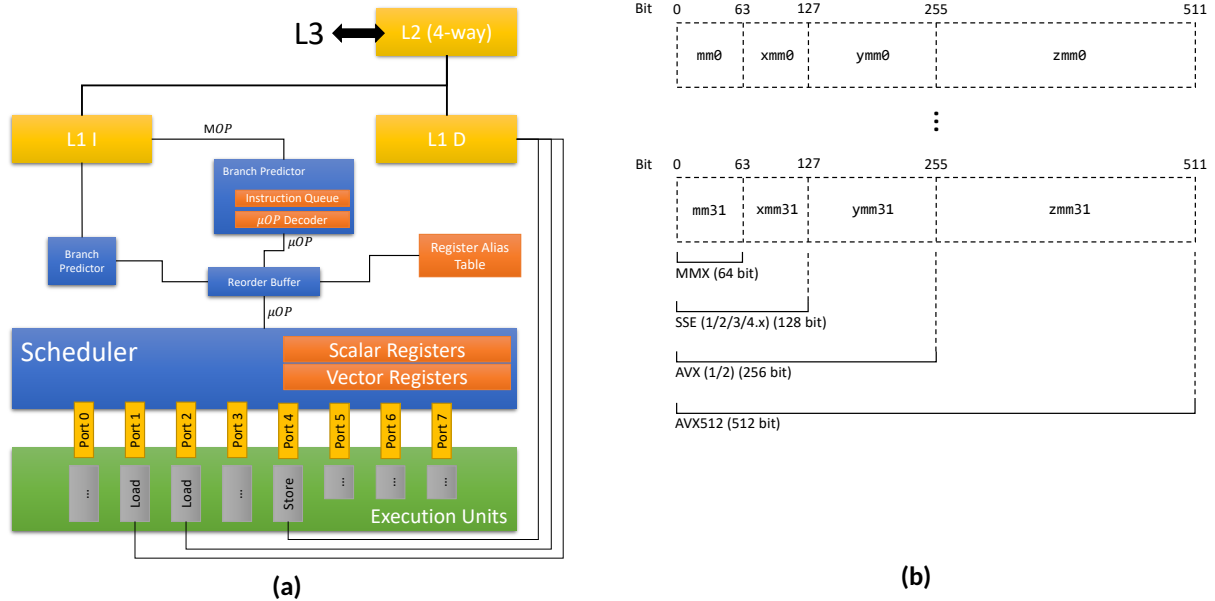 L3
L2 (4-way)
L1 I
MOP
L1 D
Branch Predictor
Instruction Queue
μOP Decoder
μOP
Branch
Predictor
Register Alias
Table
Reorder Buffer
μOP
Scheduler
Scalar Registers
Vector Registers
Port 0
Port 1
Port 2
Port 3
Port 4
Port 5
Port 6
Port 7
...
Load
Load
...
Store
...
...
...
Execution Units
(a)
Bit 0 63 127 255 511
mm0 xmm0 ymm0 zmm0
...
Bit 0 63 127 255 511
mm31 xmm31 ymm31 zmm31
MMX (64 bit)
SSE (1/2/3/4.x) (128 bit)
AVX (1/2) (256 bit)
AVX512 (512 bit)
(b)